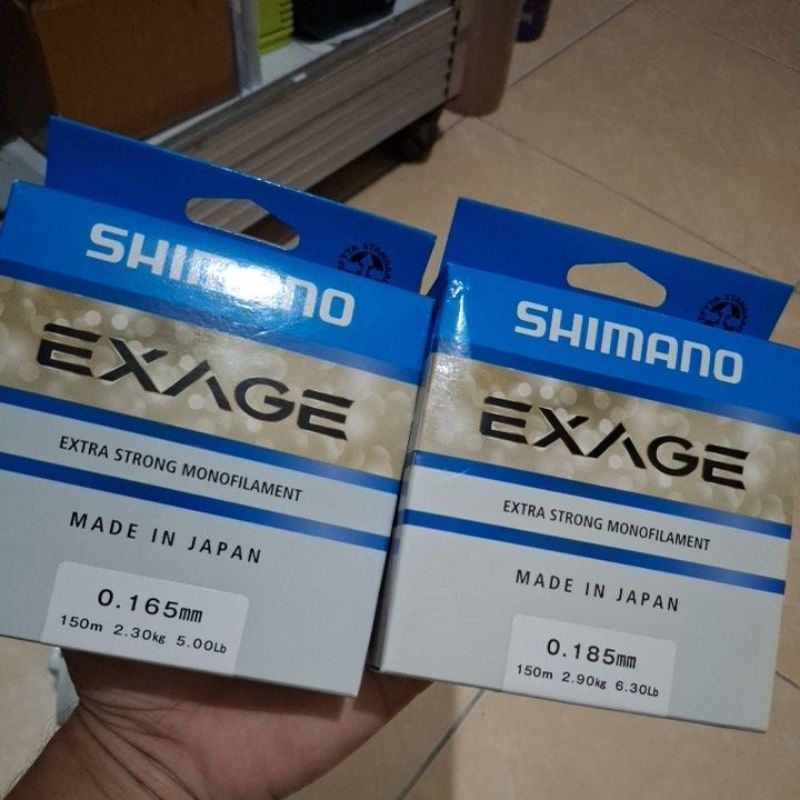 SHIMANO
EXAGE
EXTRA STRONG MONOFILAMENT
MADE IN JAPAN
0.165mm
150m 2.30kg 5.00Lb
SHIMANO
EXAGE
EXTRA STRONG MONOFILAMENT
MADE IN JAPAN
0.185mm
150m 2.90kg 6.30Lb